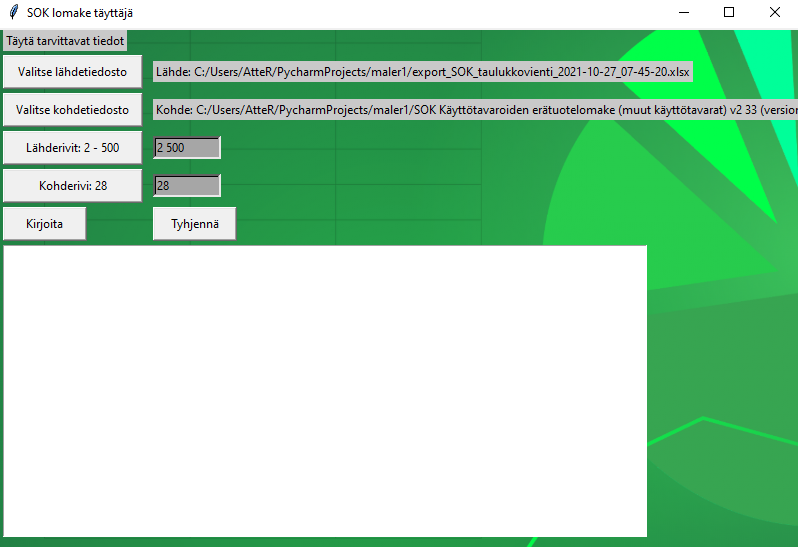 SOK lomake täyttäjä
Täytä tarvittavat tiedot
Valitse lähdetiedosto Lähde: C:/Users/AtteR/PycharmProjects/maler1/export_SOK_taulukkovienti_2021-10-27_07-45-20.xlsx
Valitse kohdetiedosto Kohde: C:/Users/AtteR/PycharmProjects/maler1/SOK Käyttötavaroiden erätuotelomake (muut käyttötavarat) v2 33 (version
Lähderivit: 2 - 500 2 500
Kohderivi: 28 28
Kirjoita Tyhjennä